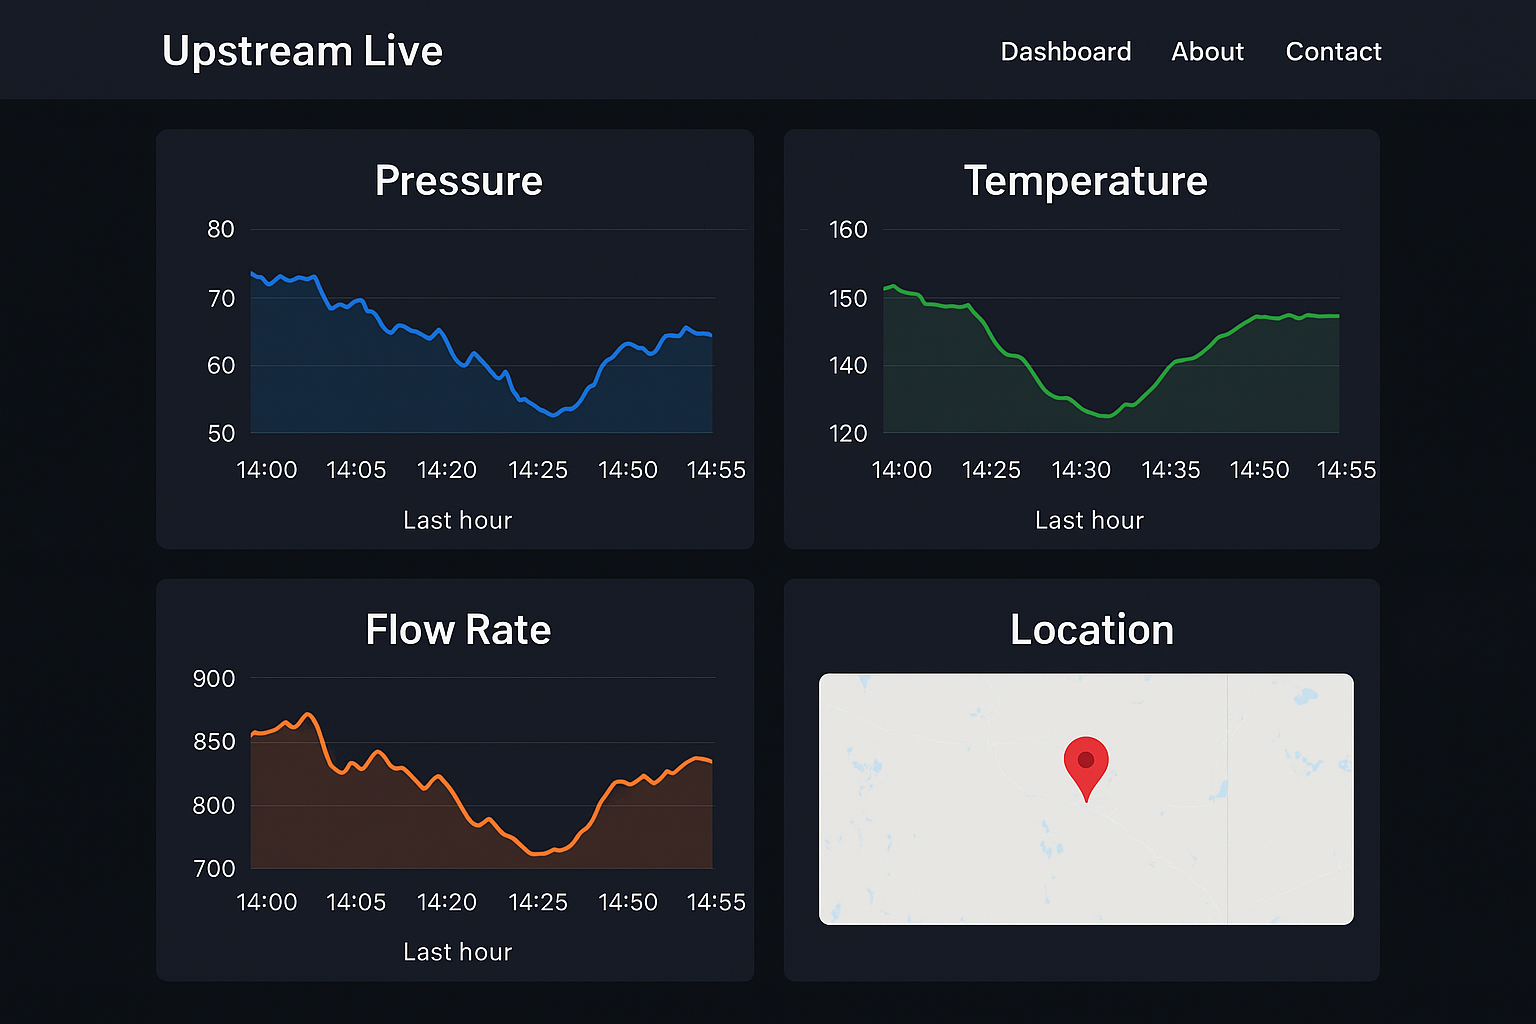 Upstream Live
Dashboard About Contact
Pressure
80
70
60
50
14:00 14:05 14:20 14:25 14:50 14:55
Last hour
Temperature
160
150
140
120
14:00 14:25 14:30 14:35 14:50 14:55
Last hour
Flow Rate
900
850
800
700
14:00 14:05 14:20 14:25 14:50 14:55
Last hour
Location